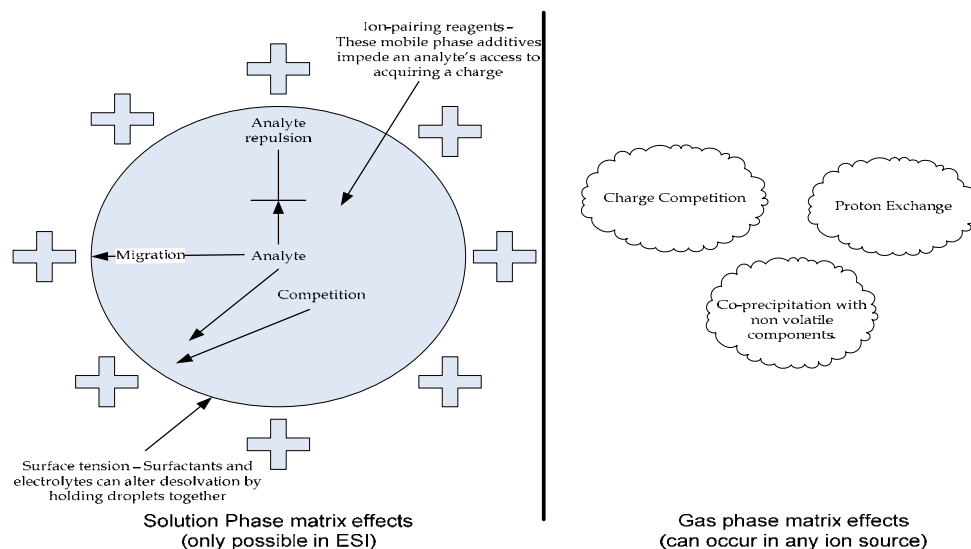 Ion-pairing reagents –
These mobile phase additives
impede an analyte's access to
acquiring a charge
Analyte
repulsion
Migration
Analyte
Competition
Surface tension – Surfactants and
electrolytes can alter desolvation by
holding droplets together
Solution Phase matrix effects
(only possible in ESI)
Charge Competition
Proton Exchange
Co-precipitation with
non volatile
components.
Gas phase matrix effects
(can occur in any ion source)